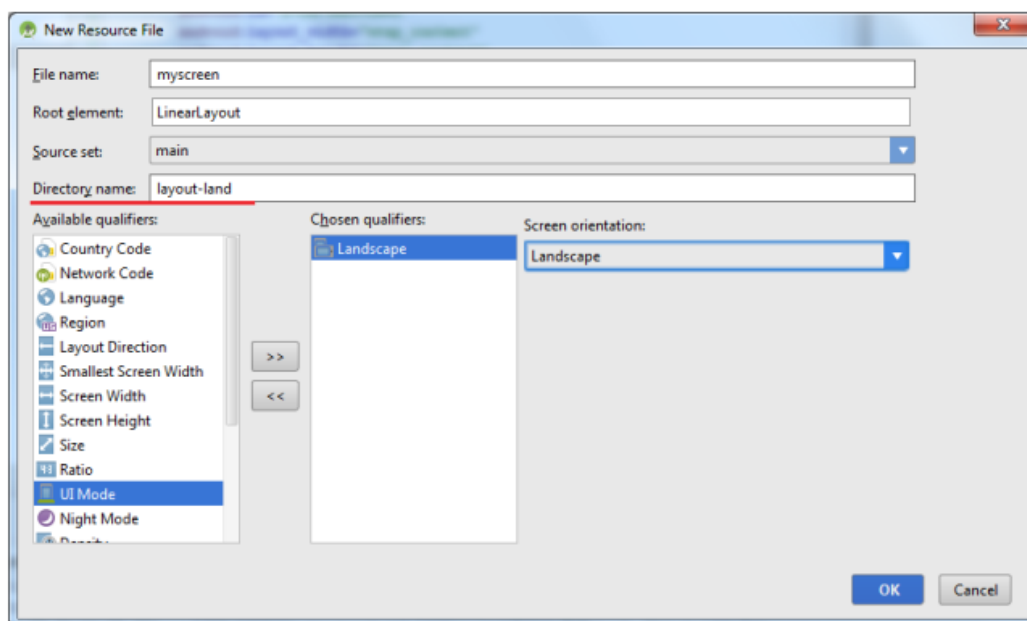 New Resource File
File name: myscreen
Root element: LinearLayout
Source set: main
Directory name: layout-land
Available qualifiers:
Country Code
Network Code
Language
Region
Layout Direction
Smallest Screen Width
Screen Width
Screen Height
Size
Ratio
UI Mode
Night Mode
>>
<<
Chosen qualifiers:
Landscape
Screen orientation:
Landscape
OK Cancel